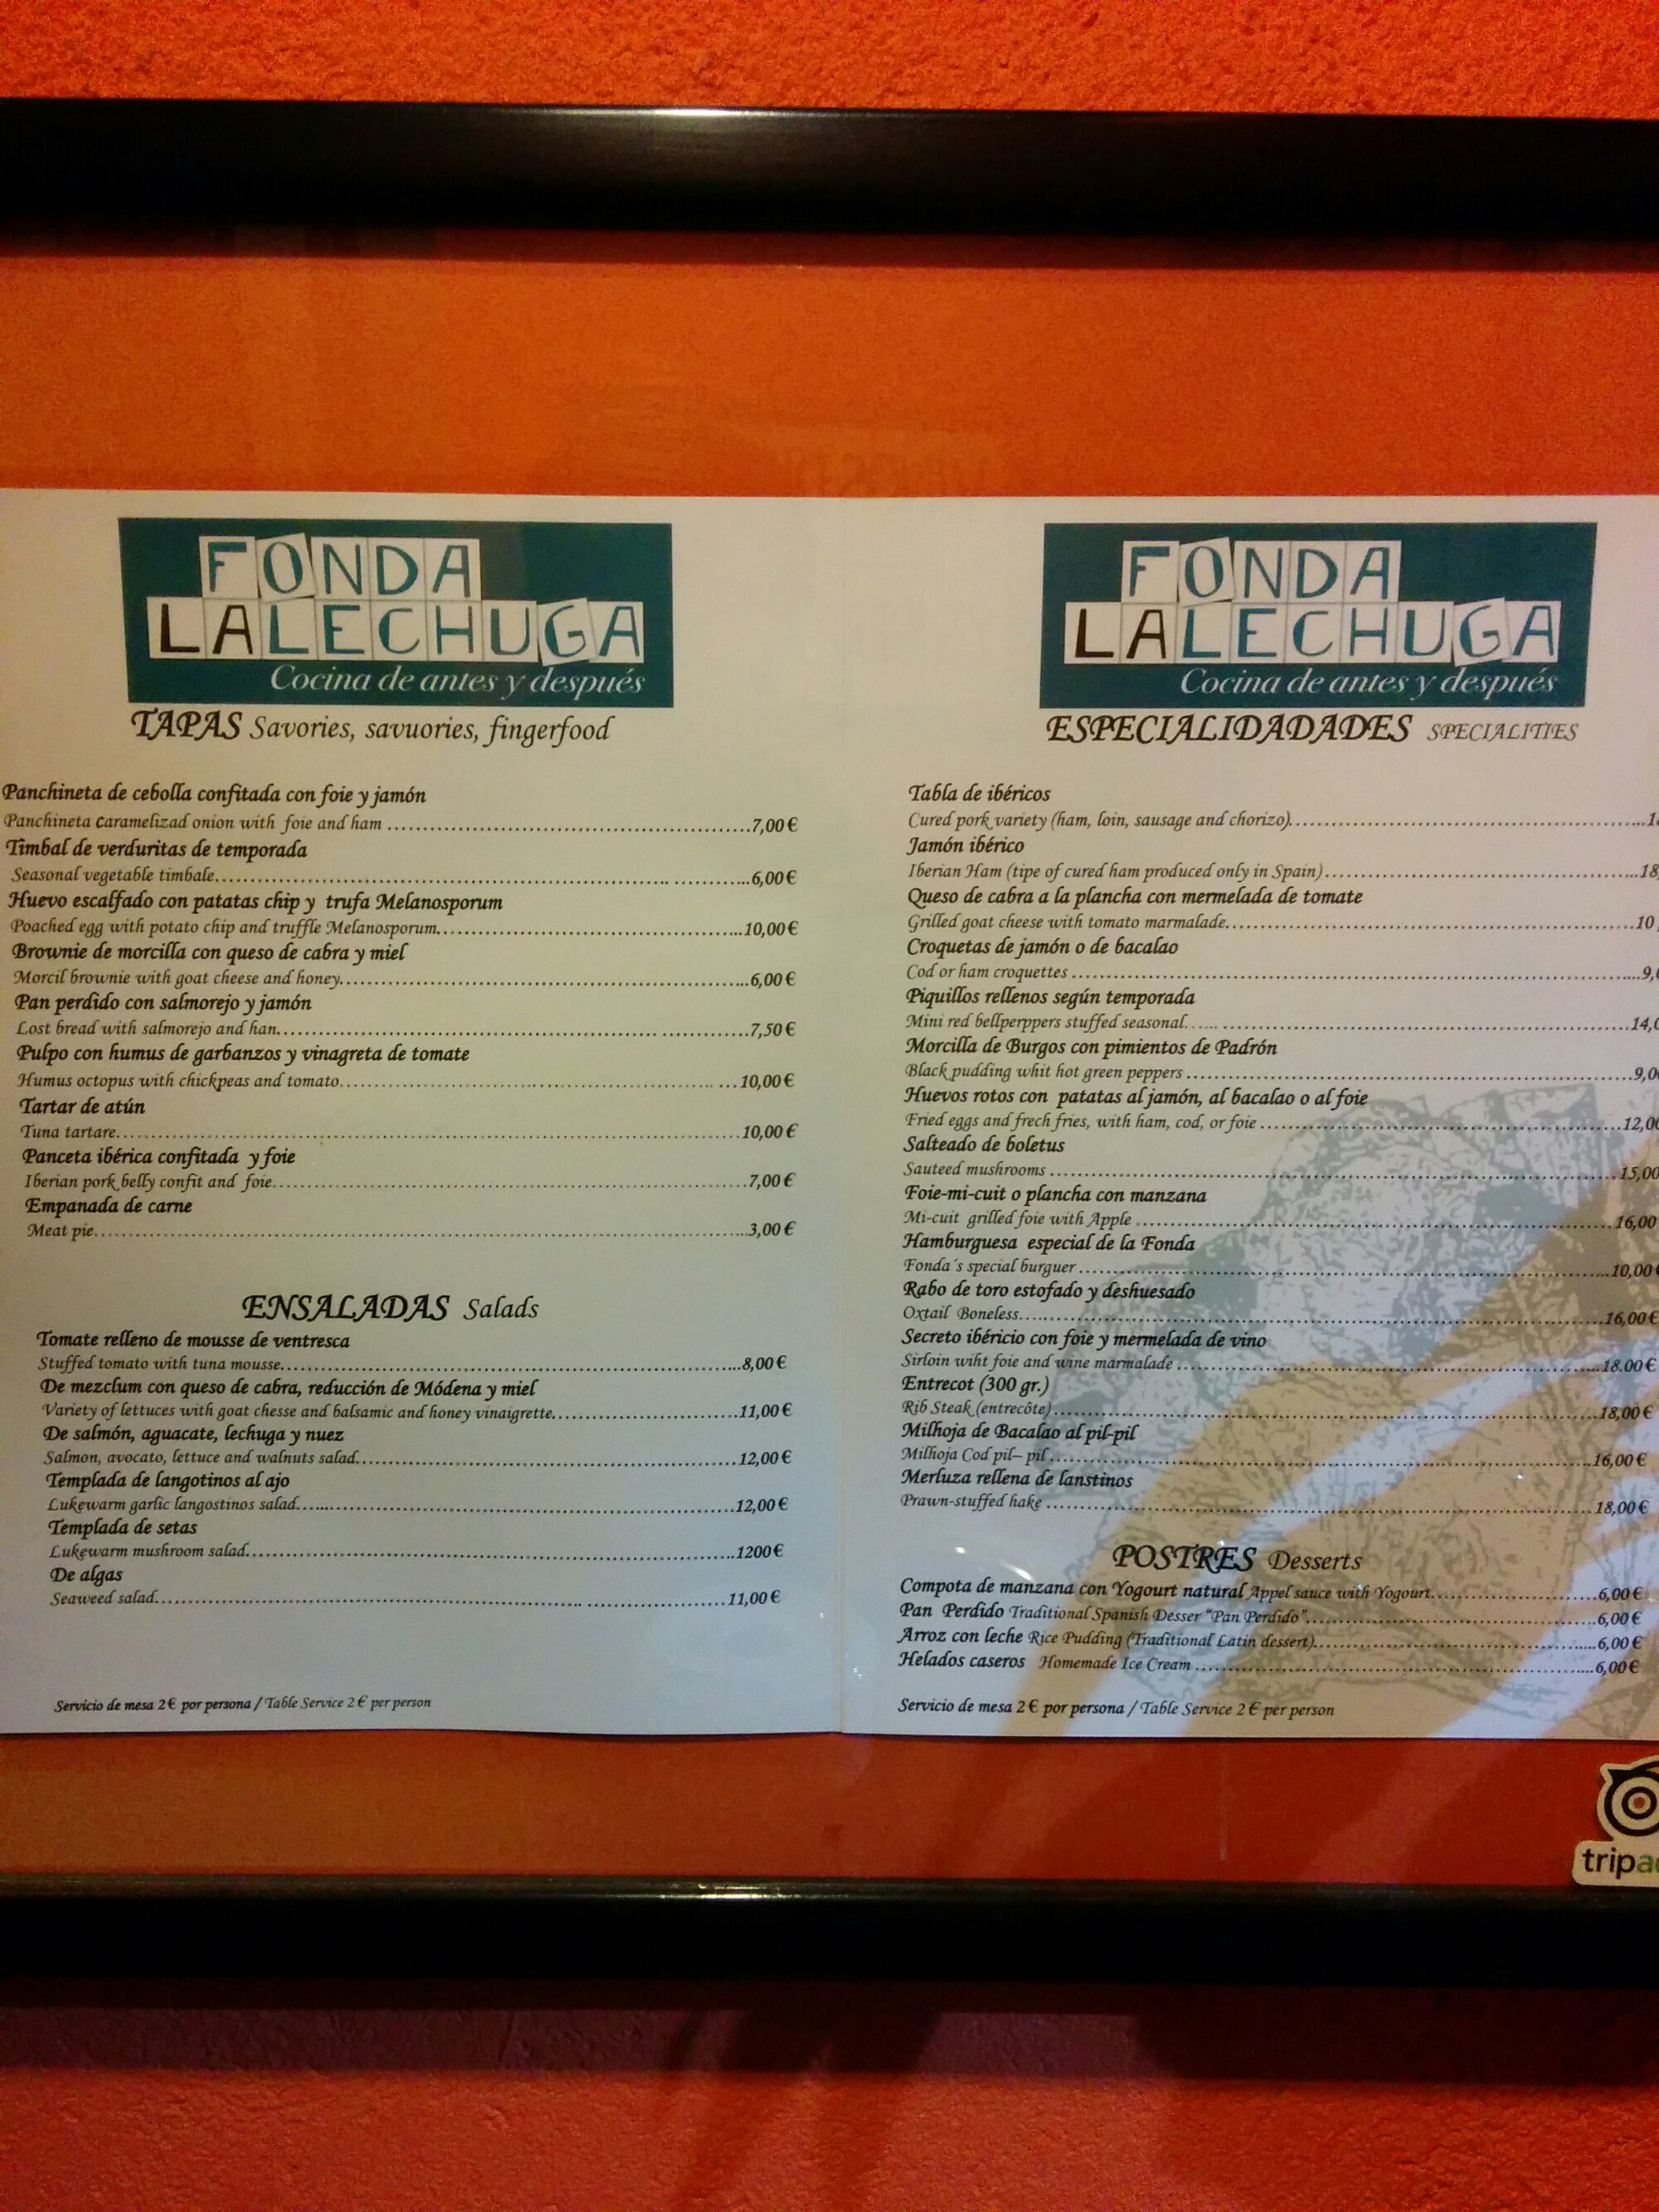 FONDA
LALECHUGA
Cocina de antes y después
TAPAS Savories, savuories, fingerfood
Panchineta de cebolla confitada con foie y jamón
Panchineta caramelizad onion with foie and ham ........ 7,00 €
Timbal de verduritas de temporada
Seasonal vegetable timbale........ 6,00 €
Huevo escalfado con patatas chip y trufa Melanosporum
Poached egg with potato chip and truffle Melanosporum........ 10,00 €
Brownie de morcilla con queso de cabra y miel
Morcil brownie with goat cheese and honey........ 6,00 €
Pan perdido con salmorejo y jamón
Lost bread with salmorejo and han........ 7,50 €
Pulpo con humus de garbanzos y vinagreta de tomate
Humus octopus with chickpeas and tomato........ 10,00 €
Tartar de atún
Tuna tartare........ 10,00 €
Panceta ibérica confitada y foie
Iberian pork belly confit and foie........ 7,00 €
Empanada de carne
Meat pie........ 3,00 €
ENSALADAS Salads
Tomate relleno de mousse de ventresca
Stuffed tomato with tuna mousse........ 8,00 €
De mezclum con queso de cabra, reducción de Módena y miel
Variety of lettuces with goat chesse and balsamic and honey vinaigrette........ 11,00 €
De salmón, aguacate, lechuga y nuez
Salmon, avocato, lettuce and walnuts salad........ 12,00 €
Templada de langotinos al ajo
Lukewarm garlic langostinos salad........ 12,00 €
Templada de setas
Lukewarm mushroom salad........ 1200 €
De algas
Seaweed salad........ 11,00 €
Servicio de mesa 2 € por persona / Table Service 2 € per person
FONDA
LALECHUGA
Cocina de antes y después
ESPECIALIDADADES SPECIALITIES
Tabla de ibéricos
Cured pork variety (ham, loin, sausage and chorizo)........
Jamón ibérico
Iberian Ham (tipe of cured ham produced only in Spain)........ 18,
Queso de cabra a la plancha con mermelada de tomate
Grilled goat cheese with tomato marmalade........ 10,
Croquetas de jamón o de bacalao
Cod or ham croquettes ........ 9,0
Piquillos rellenos según temporada
Mini red bellperppers stuffed seasonal........ 14,0
Morcilla de Burgos con pimientos de Padrón
Black pudding whit hot green peppers ........ 9,00
Huevos rotos con patatas al jamón, al bacalao o al foie
Fried eggs and frech fries, with ham, cod, or foie ........ 12,00
Salteado de boletus
Sauteed mushrooms ........ 15,00
Foie-mi-cuit o plancha con manzana
Mi-cuit grilled foie with Apple ........ 16,00
Hamburguesa especial de la Fonda
Fonda´s special burguer ........ 10,00 €
Rabo de toro estofado y deshuesado
Oxtail Boneless........ 16,00 €
Secreto ibéricio con foie y mermelada de vino
Sirloin wiht foie and wine marmalade ........ 18.00 €
Entrecot (300 gr.)
Rib Steak (entrecôte) ........ 18,00 €
Milhoja de Bacalao al pil-pil
Milhoja Cod pil– pil ........ 16,00 €
Merluza rellena de lanstinos
Prawn-stuffed hake ........ 18,00 €
POSTRES Desserts
Compota de manzana con Yogourt natural Appel sauce with Yogourt........ 6,00 €
Pan Perdido Traditional Spanish Desser "Pan Perdido"........ 6,00 €
Arroz con leche Rice Pudding (Traditional Latin dessert)........ 6,00 €
Helados caseros Homemade Ice Cream ........ 6,00 €
Servicio de mesa 2 € por persona / Table Service 2 € per person